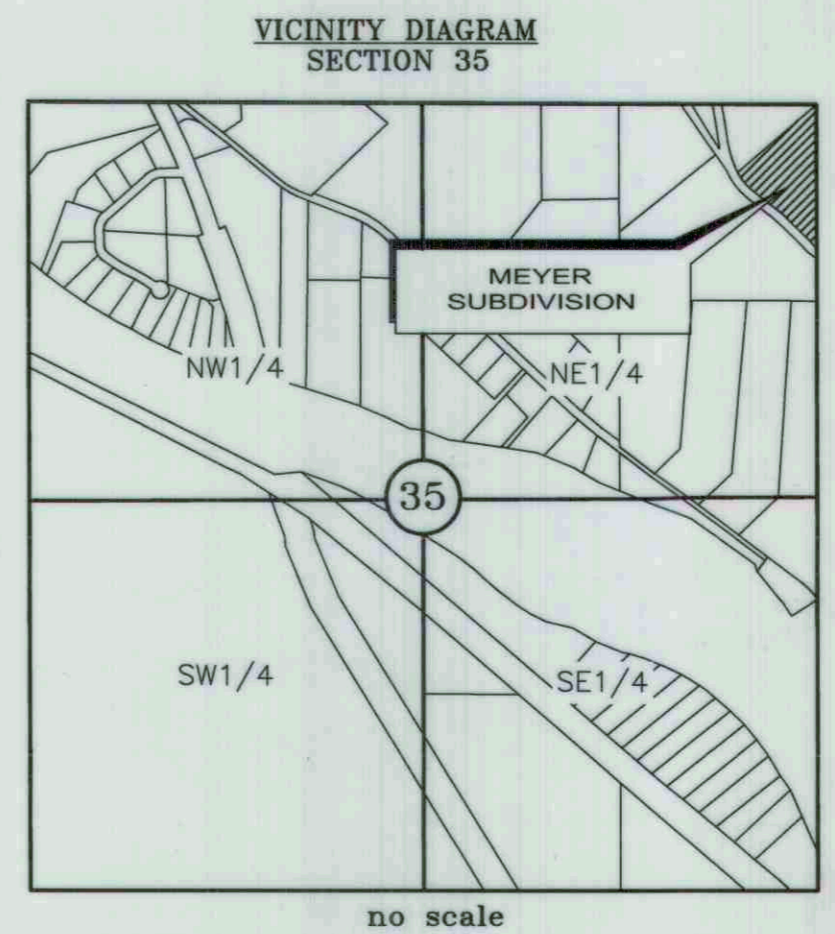 VICINITY DIAGRAM
SECTION 35
MEYER
SUBDIVISION
NW1/4
NE1/4
35
SW1/4
SE1/4
no scale